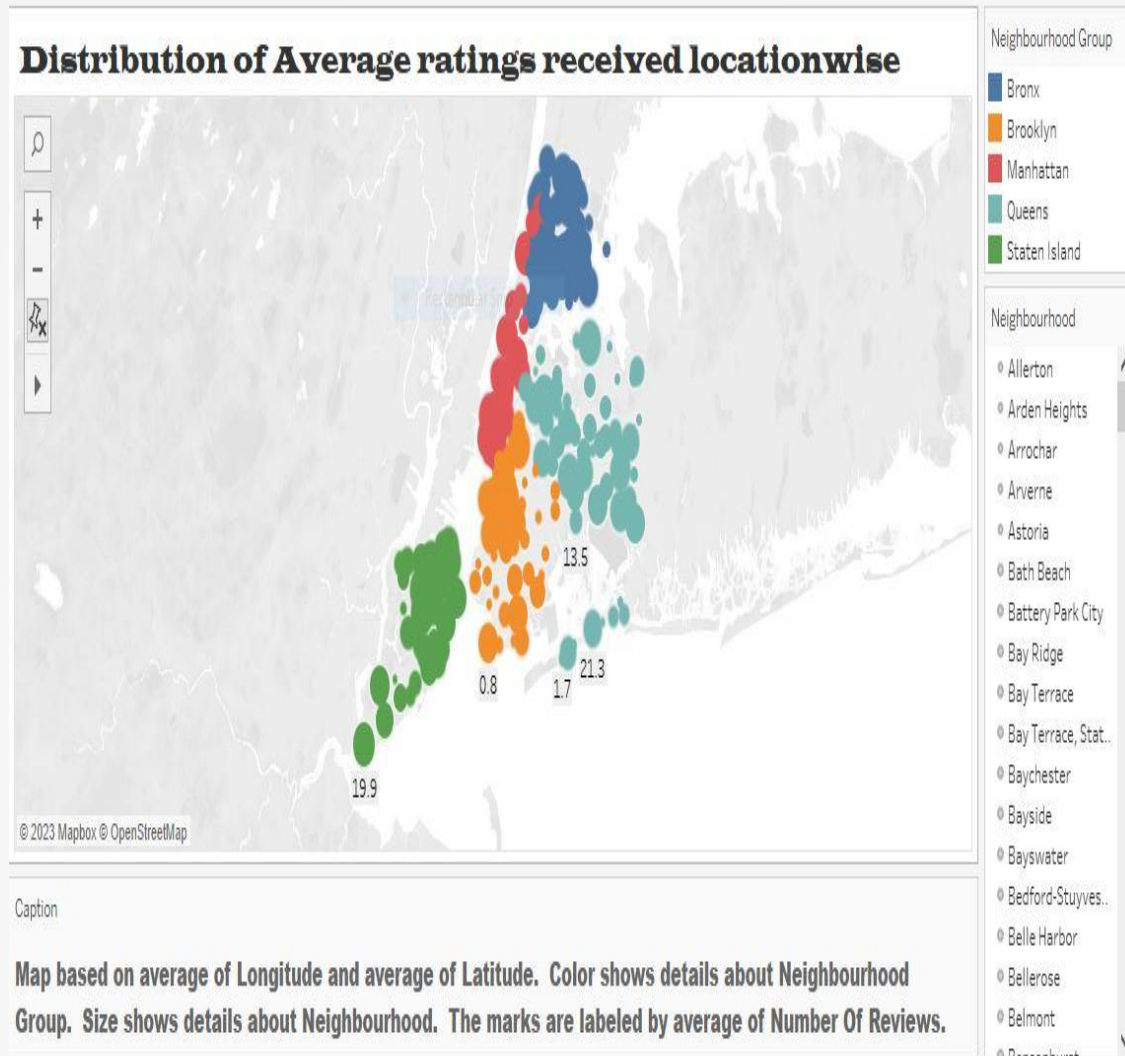 Distribution of Average ratings received locationwise
13.5
0.8
1.7
21.3
19.9
© 2023 Mapbox © OpenStreetMap
Caption
Map based on average of Longitude and average of Latitude. Color shows details about Neighbourhood
Group. Size shows details about Neighbourhood. The marks are labeled by average of Number Of Reviews.
Neighbourhood Group
Bronx
Brooklyn
Manhattan
Queens
Staten Island
Neighbourhood
Allerton
Arden Heights
Arrochar
Arverne
Astoria
Bath Beach
Battery Park City
Bay Ridge
Bay Terrace
Bay Terrace, Stat..
Baychester
Bayside
Bayswater
Bedford-Stuyves..
Belle Harbor
Bellerose
Belmont